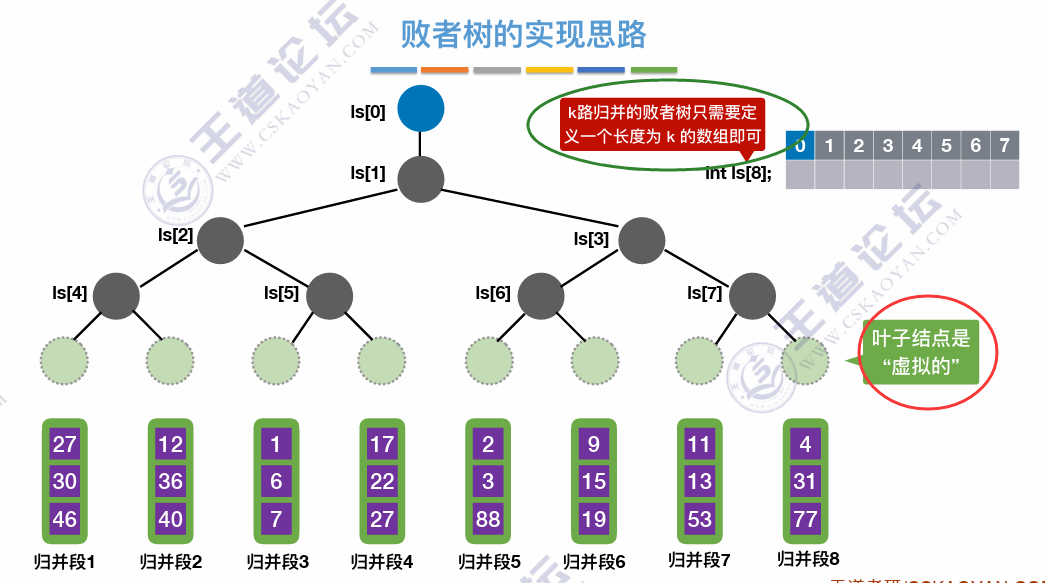 败者树的实现思路
ls[0]
k路归并的败者树只需要定
义一个长度为 k 的数组即可
0 1 2 3 4 5 6 7
int ls[8];
ls[1]
ls[2]
ls[3]
ls[4]
ls[5]
ls[6]
ls[7]
叶子结点是
“虚拟的”
27 12 1 17 2 9 11 4
30 36 6 22 3 15 13 31
46 40 7 27 88 19 53 77
归并段1 归并段2 归并段3 归并段4 归并段5 归并段6 归并段7 归并段8
王道论坛
WWW.CSKAOYAN.COM
王道论坛
WWW.CSKAOYAN.COM